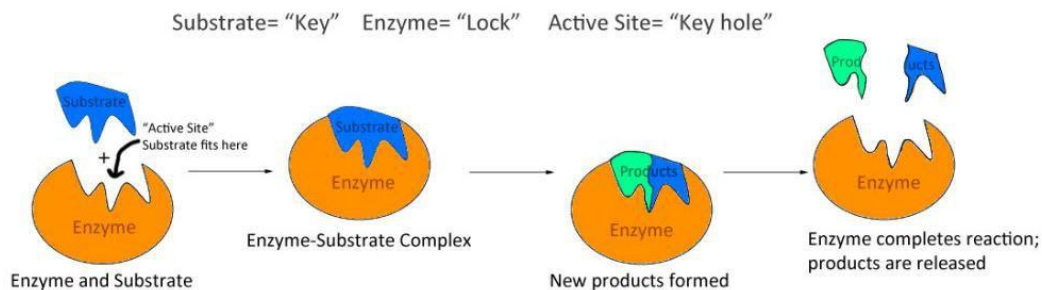 Substrate= “Key” Enzyme= “Lock” Active Site= “Key hole”
Substrate
“Active Site”
Substrate fits here
+
Enzyme
Enzyme and Substrate
Substrate
Enzyme
Enzyme-Substrate Complex
Products
Enzyme
New products formed
Prod ucts
Enzyme
Enzyme completes reaction;
products are released